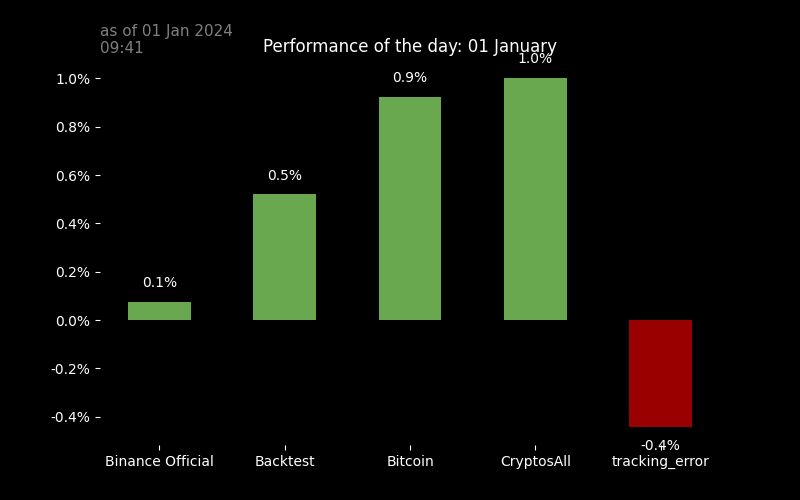 as of 01 Jan 2024
09:41
Performance of the day: 01 January
1.0%
0.8%
0.6%
0.4%
0.2%
0.0%
-0.2%
-0.4%
0.1%
0.5%
0.9%
1.0%
-0.4%
Binance Official
Backtest
Bitcoin
CryptosAll
tracking_error